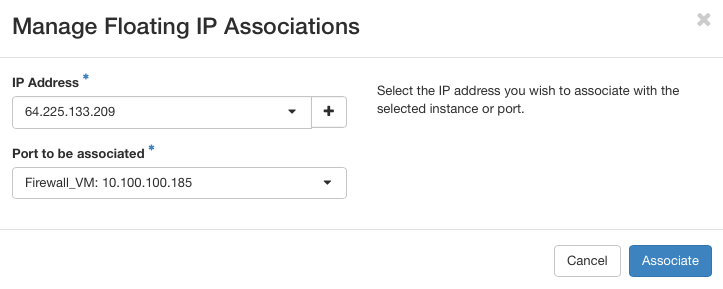 Manage Floating IP Associations
×
IP Address *
64.225.133.209
+
Select the IP address you wish to associate with the
selected instance or port.
Port to be associated *
Firewall_VM: 10.100.100.185
Cancel
Associate